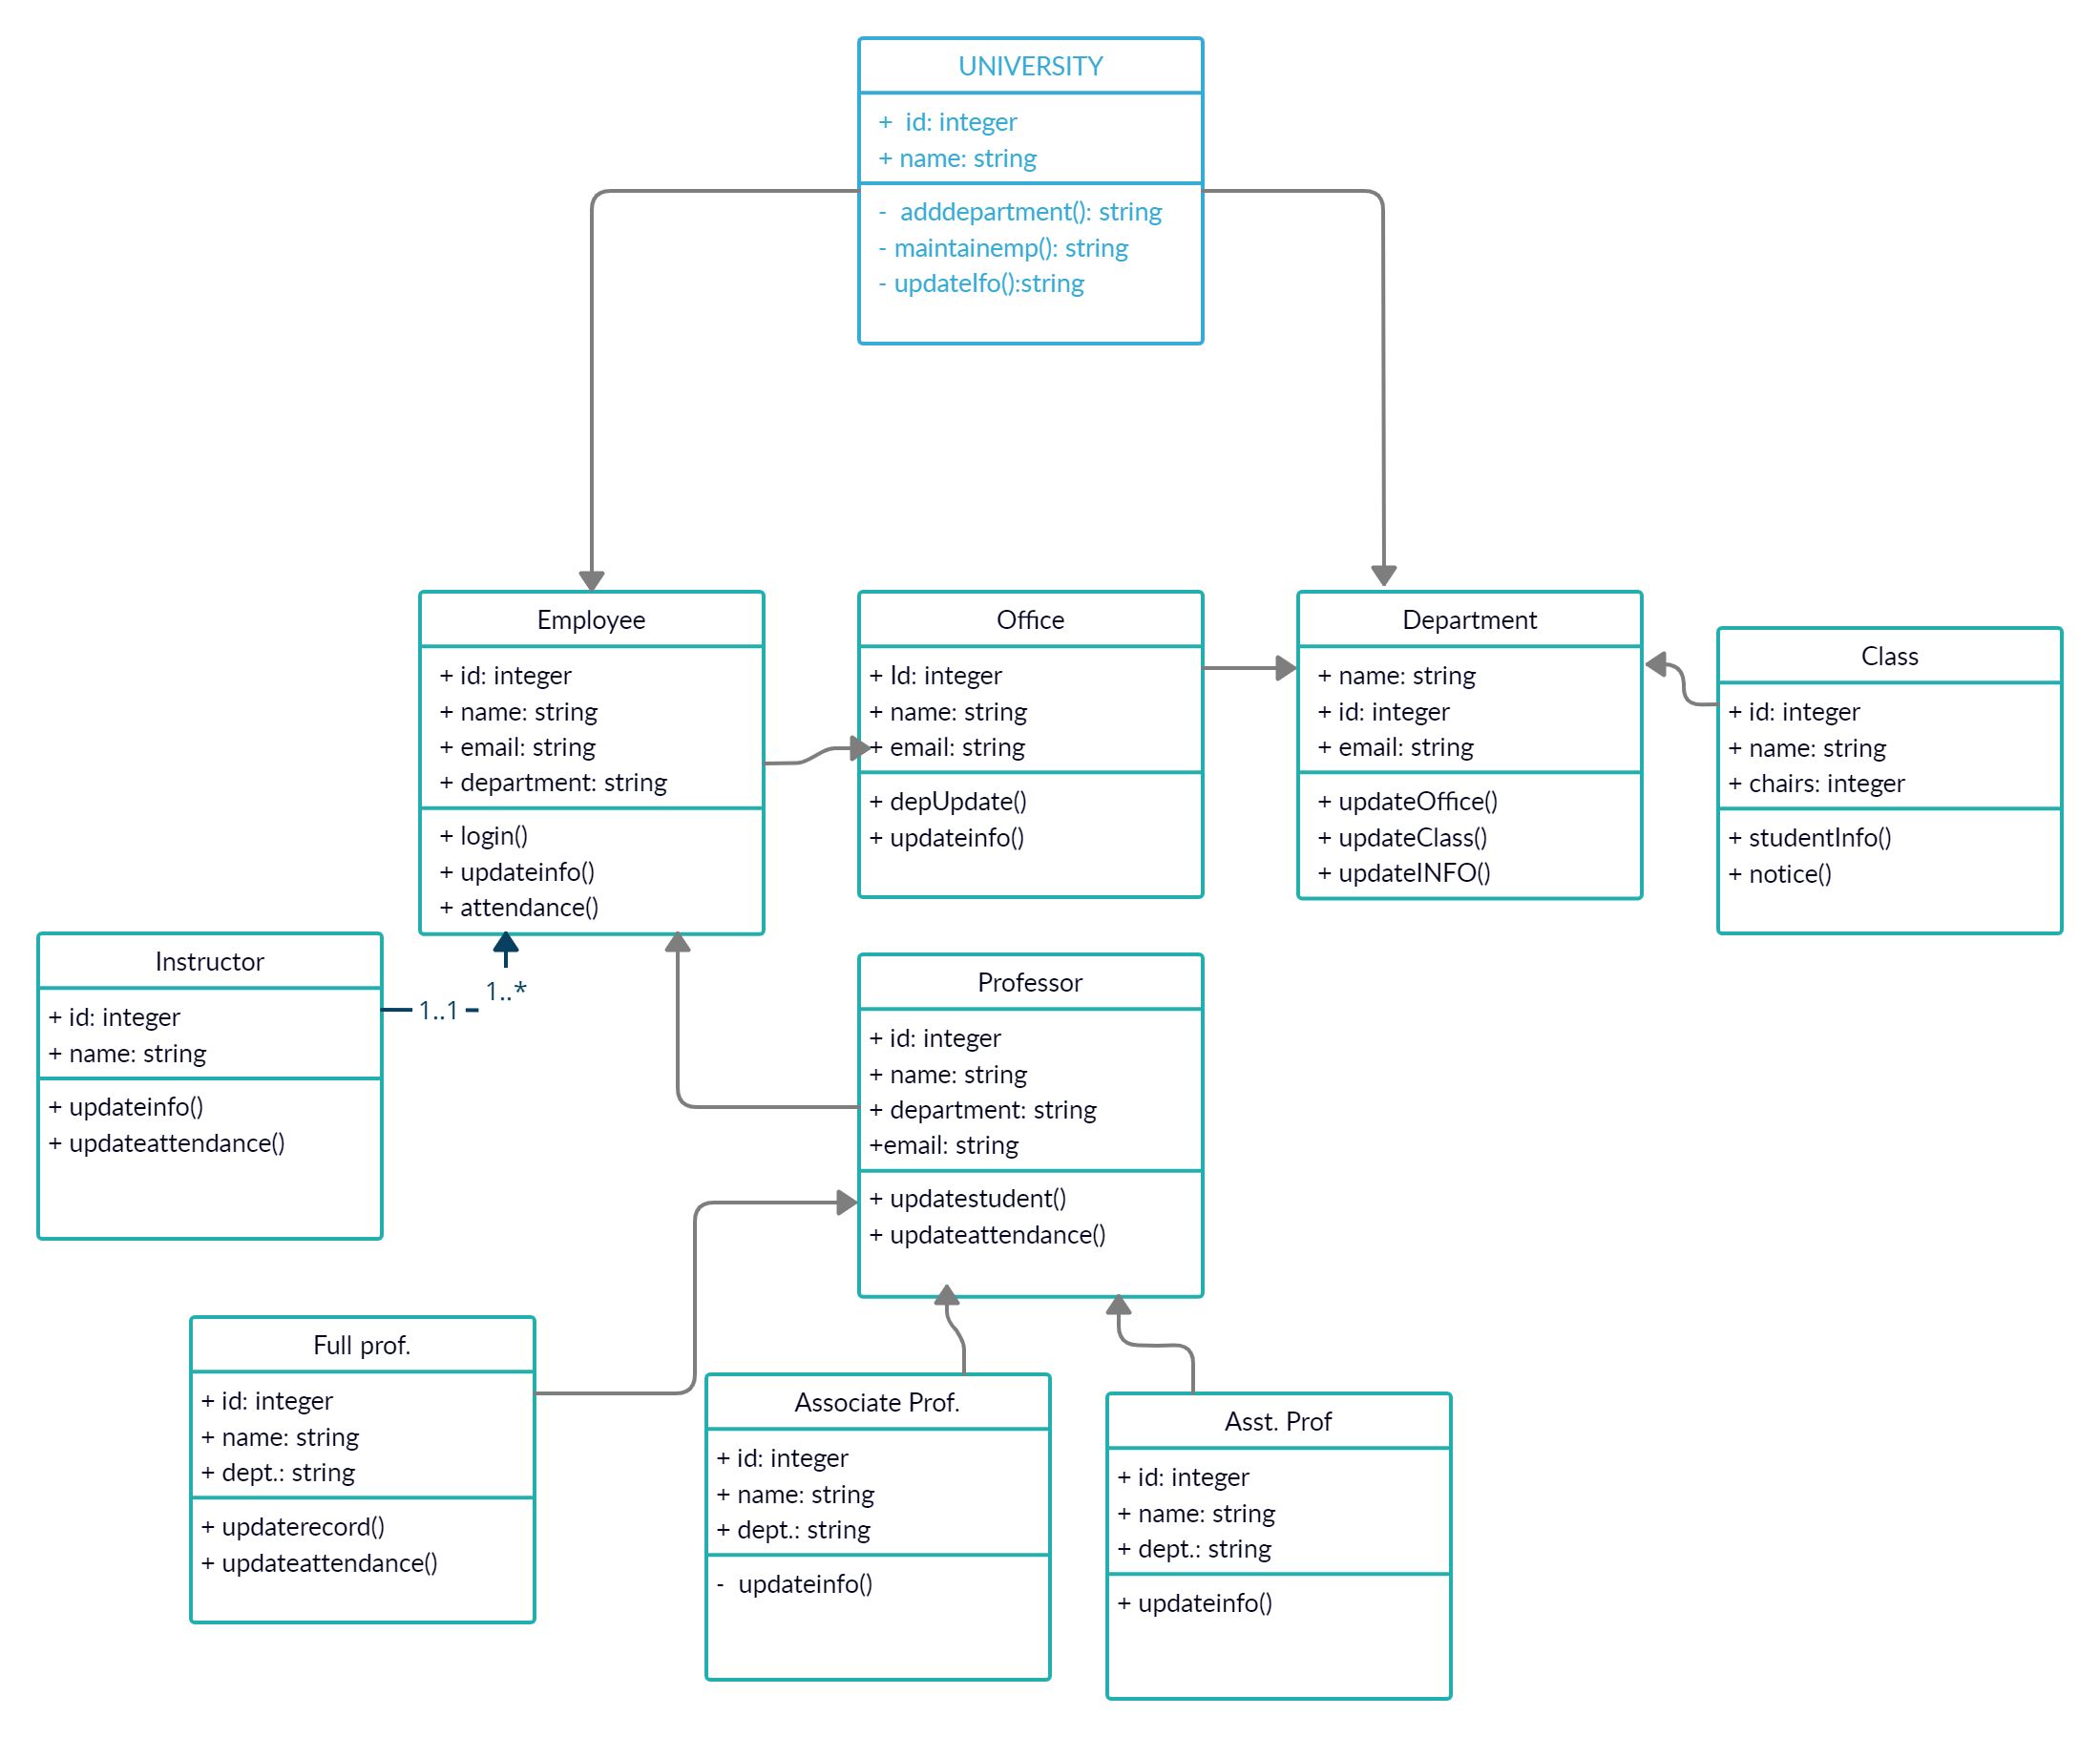 UNIVERSITY
+  id: integer
+ name: string
-  adddepartment(): string
- maintainemp(): string
- updateIfo():string
Employee
+ id: integer
+ name: string
+ email: string
+ department: string
+ login()
+ updateinfo()
+ attendance()
Office
+ Id: integer
+ name: string
+ email: string
+ depUpdate()
+ updateinfo()
Department
+ name: string
+ id: integer
+ email: string
+ updateOffice()
+ updateClass()
+ updateINFO()
Class
+ id: integer
+ name: string
+ chairs: integer
+ studentInfo()
+ notice()
Instructor
+ id: integer
+ name: string
+ updateinfo()
+ updateattendance()
1..1
1..*
Professor
+ id: integer
+ name: string
+ department: string
+email: string
+ updatestudent()
+ updateattendance()
Full prof.
+ id: integer
+ name: string
+ dept.: string
+ updaterecord()
+ updateattendance()
Associate Prof.
+ id: integer
+ name: string
+ dept.: string
-  updateinfo()
Asst. Prof
+ id: integer
+ name: string
+ dept.: string
+ updateinfo()